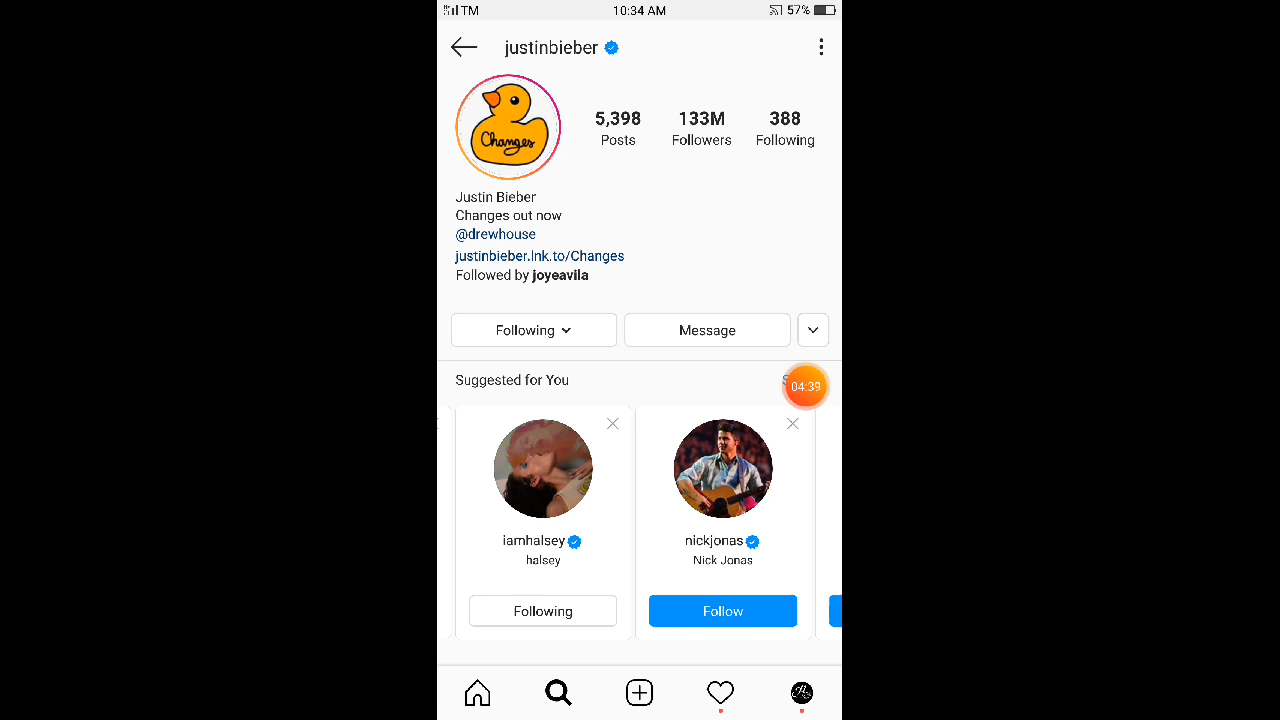 TM 10:34 AM 57%
justinbieber
Changes
5,398 133M 388
Posts Followers Following
Justin Bieber
Changes out now
@drewhouse
justinbieber.lnk.to/Changes
Followed by joyeavila
Following Message
Suggested for You
04:39
iamhalsey nickjonas
halsey Nick Jonas
Following Follow